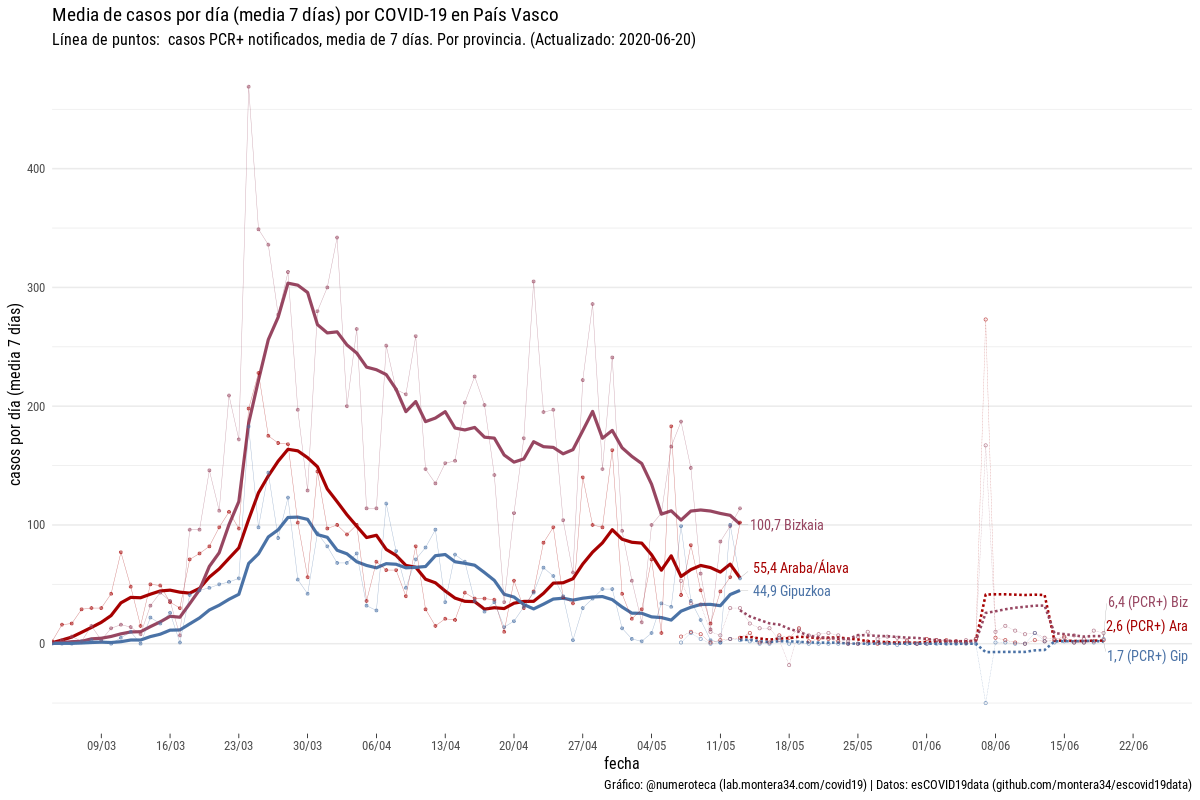 Media de casos por día (media 7 días) por COVID-19 en País Vasco
Línea de puntos:  casos PCR+ notificados, media de 7 días. Por provincia. (Actualizado: 2020-06-20)
casos por día (media 7 días)
400
300
200
100
0
100,7 Bizkaia
55,4 Araba/Álava
44,9 Gipuzkoa
6,4 (PCR+) Biz
2,6 (PCR+) Ara
1,7 (PCR+) Gip
09/03 16/03 23/03 30/03 06/04 13/04 20/04 27/04 04/05 11/05 18/05 25/05 01/06 08/06 15/06 22/06
fecha
Gráfico: @numeroteca (lab.montera34.com/covid19) | Datos: esCOVID19data (github.com/montera34/escovid19data)